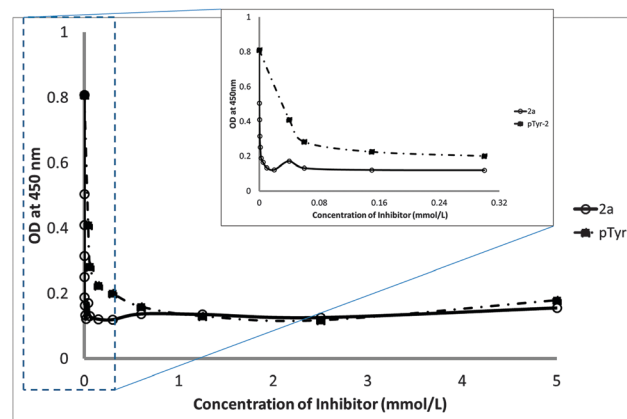 1
0.8
0.6
0.4
0.2
0
OD at 450 nm
0
1
2
3
4
5
Concentration of Inhibitor (mmol/L)
1
0.8
0.6
0.4
0.2
0
OD at 450nm
0
0.08
0.16
0.24
0.32
Concentration of Inhibitor (mmol/L)
2a
pTyr-2
2a
pTyr